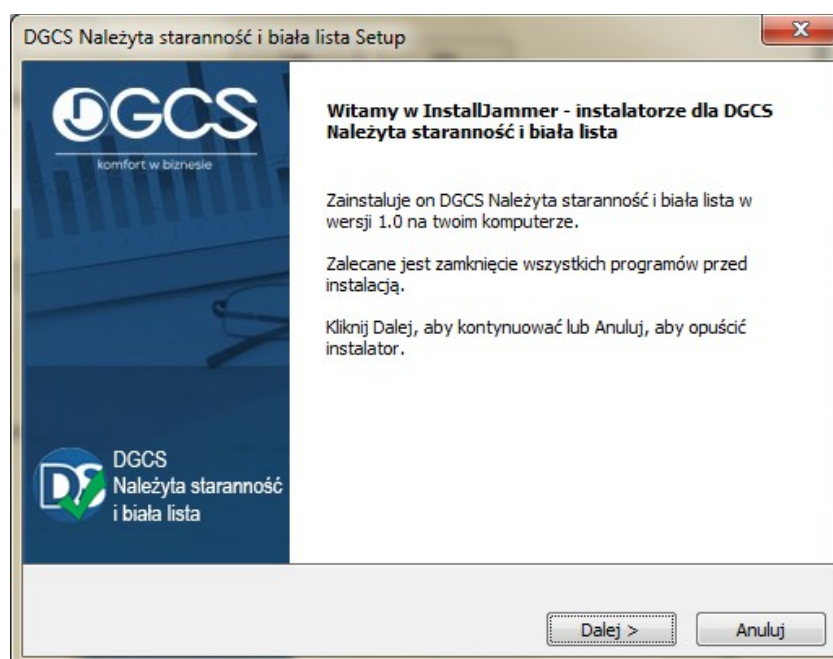 DGCS Należyta staranność i biała lista Setup
DGCS
komfort w biznesie
Witamy w InstallJammer - instalatorze dla DGCS
Należyta staranność i biała lista
Zainstaluje on DGCS Należyta staranność i biała lista w
wersji 1.0 na twoim komputerze.
Zalecane jest zamknięcie wszystkich programów przed
instalacją.
Kliknij Dalej, aby kontynuować lub Anuluj, aby opuścić
instalator.
DS
DGCS
Należyta staranność
i biała lista
Dalej >
Anuluj